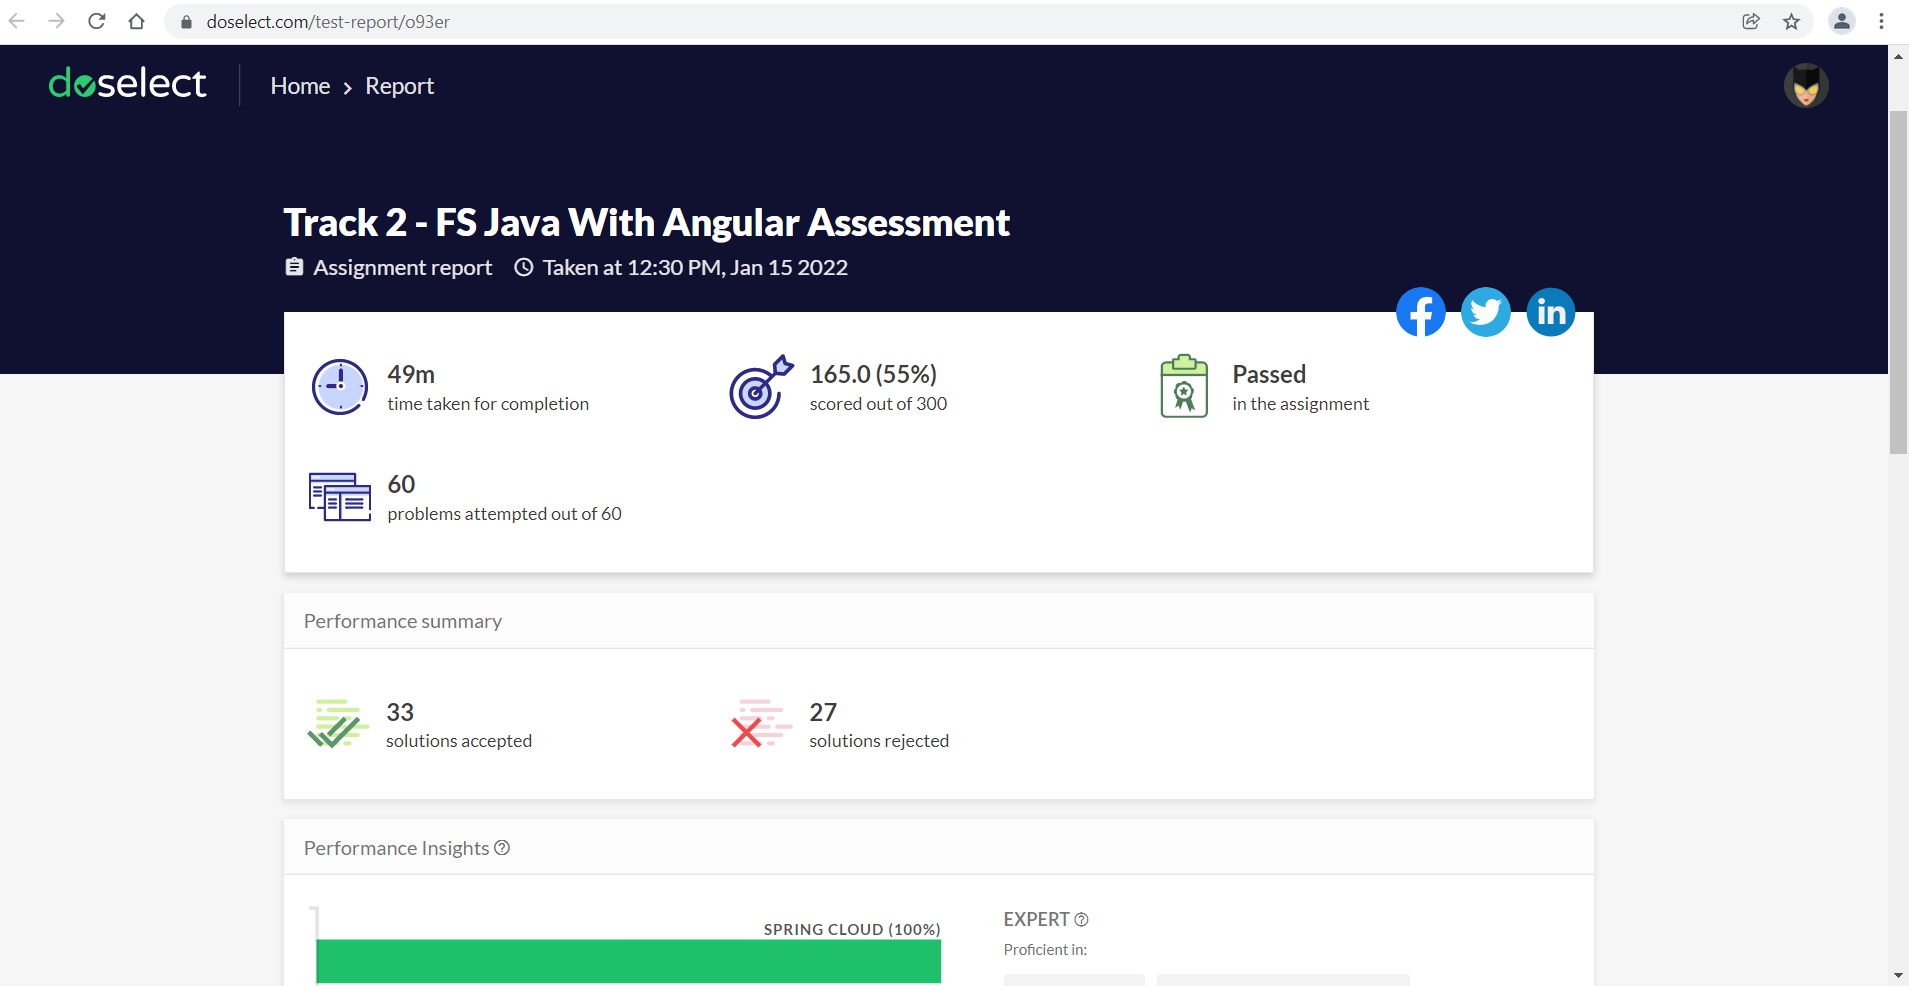 doselect.com/test-report/o93er
doselect
Home > Report
Track 2 - FS Java With Angular Assessment
Assignment report Taken at 12:30 PM, Jan 15 2022
49m
time taken for completion
165.0 (55%)
scored out of 300
Passed
in the assignment
60
problems attempted out of 60
Performance summary
33
solutions accepted
27
solutions rejected
Performance Insights
SPRING CLOUD (100%)
EXPERT
Proficient in: